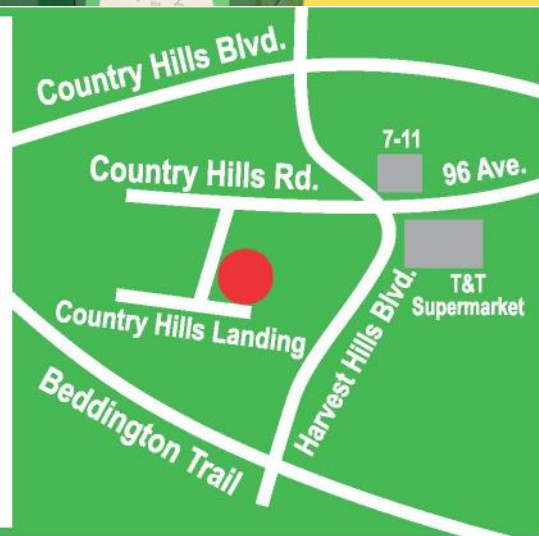 Country Hills Blvd.
7-11
Country Hills Rd.
96 Ave.
T&T
Supermarket
Country Hills Landing
Harvest Hills Blvd.
Beddington Trail